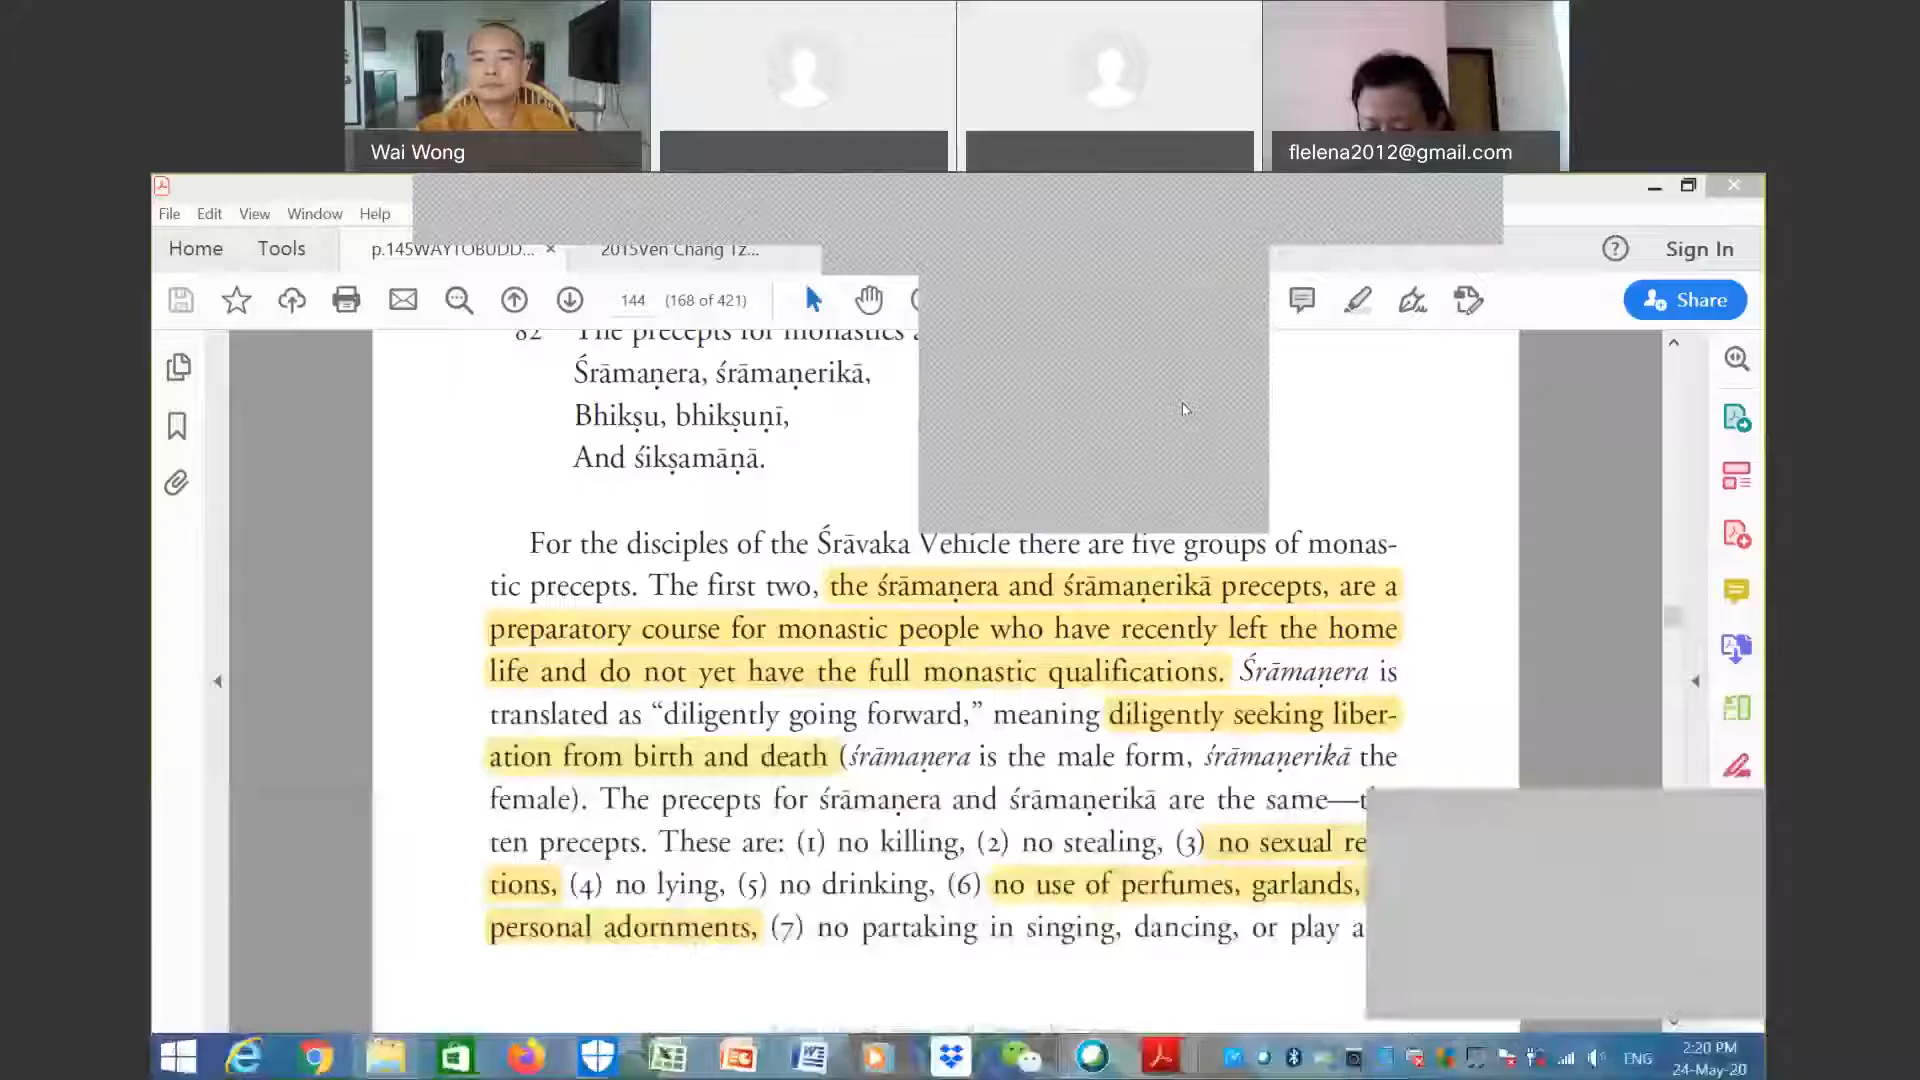 Wai Wong
flelena2012@gmail.com
File Edit View Window Help
Home Tools p.145WAYTOBUDD... × 2015Ven Chang Tz... Sign In
144 (168 of 421) Share
82 The precepts for monastics
Śrāmaṇera, śrāmaṇerikā,
Bhikṣu, bhikṣuṇī,
And śikṣamāṇā.
For the disciples of the Śrāvaka Vehicle there are five groups of monas-
tic precepts. The first two, the śrāmaṇera and śrāmaṇerikā precepts, are a
preparatory course for monastic people who have recently left the home
life and do not yet have the full monastic qualifications. Śrāmaṇera is
translated as “diligently going forward,” meaning diligently seeking liber-
ation from birth and death (śrāmaṇera is the male form, śrāmaṇerikā the
female). The precepts for śrāmaṇera and śrāmaṇerikā are the same—
ten precepts. These are: (1) no killing, (2) no stealing, (3) no sexual re
tions, (4) no lying, (5) no drinking, (6) no use of perfumes, garlands,
personal adornments, (7) no partaking in singing, dancing, or play a
ENG
2:20 PM
24-May-20